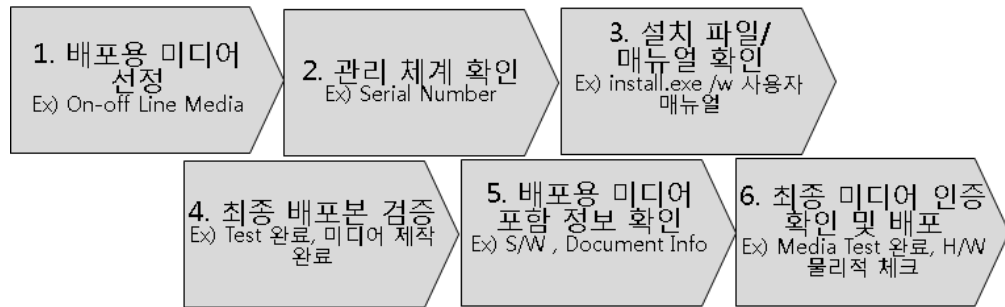 1. 배포용 미디어
선정
Ex) On-off Line Media
2. 관리 체계 확인
Ex) Serial Number
3. 설치 파일/
매뉴얼 확인
Ex) install.exe /w 사용자
매뉴얼
4. 최종 배포본 검증
Ex) Test 완료, 미디어 제작
완료
5. 배포용 미디어
포함 정보 확인
Ex) S/W , Document Info
6. 최종 미디어 인증
확인 및 배포
Ex) Media Test 완료, H/W
물리적 체크